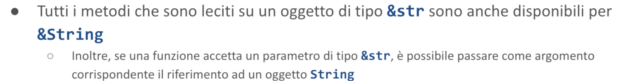 ● Tutti i metodi che sono leciti su un oggetto di tipo &str sono anche disponibili per
&String
○ Inoltre, se una funzione accetta un parametro di tipo &str, è possibile passare come argomento
corrispondente il riferimento ad un oggetto String